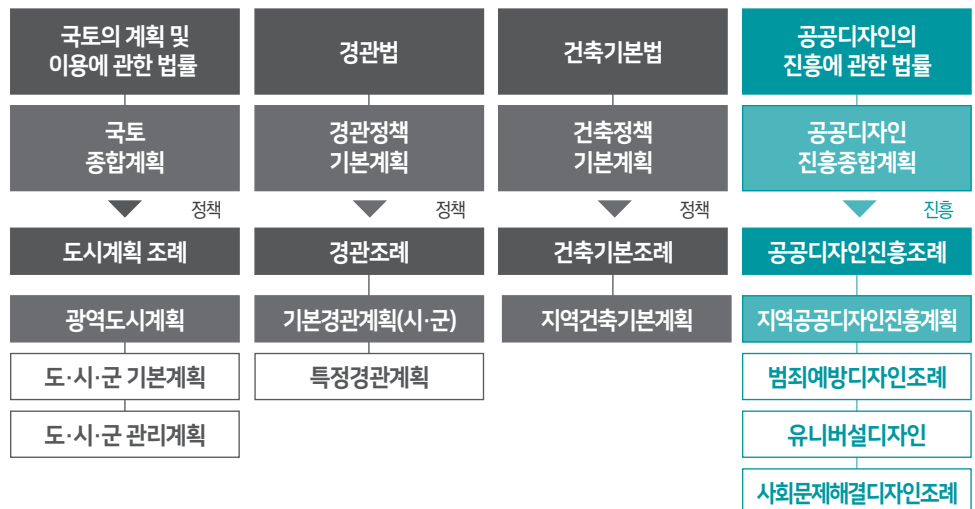 국토의 계획 및
이용에 관한 법률
국토
종합계획
정책
도시계획 조례
광역도시계획
도·시·군 기본계획
도·시·군 관리계획
경관법
경관정책
기본계획
정책
경관조례
기본경관계획(시·군)
특정경관계획
건축기본법
건축정책
기본계획
정책
건축기본조례
지역건축기본계획
공공디자인의
진흥에 관한 법률
공공디자인
진흥종합계획
진흥
공공디자인진흥조례
지역공공디자인진흥계획
범죄예방디자인조례
유니버설디자인
사회문제해결디자인조례